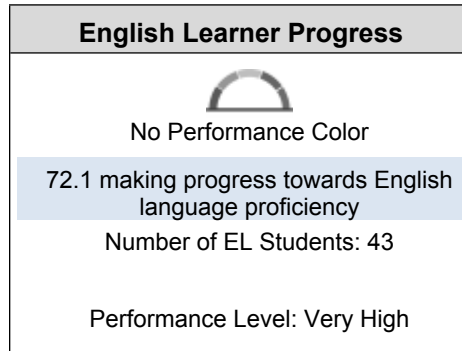 English Learner Progress
No Performance Color
72.1 making progress towards English
language proficiency
Number of EL Students: 43
Performance Level: Very High